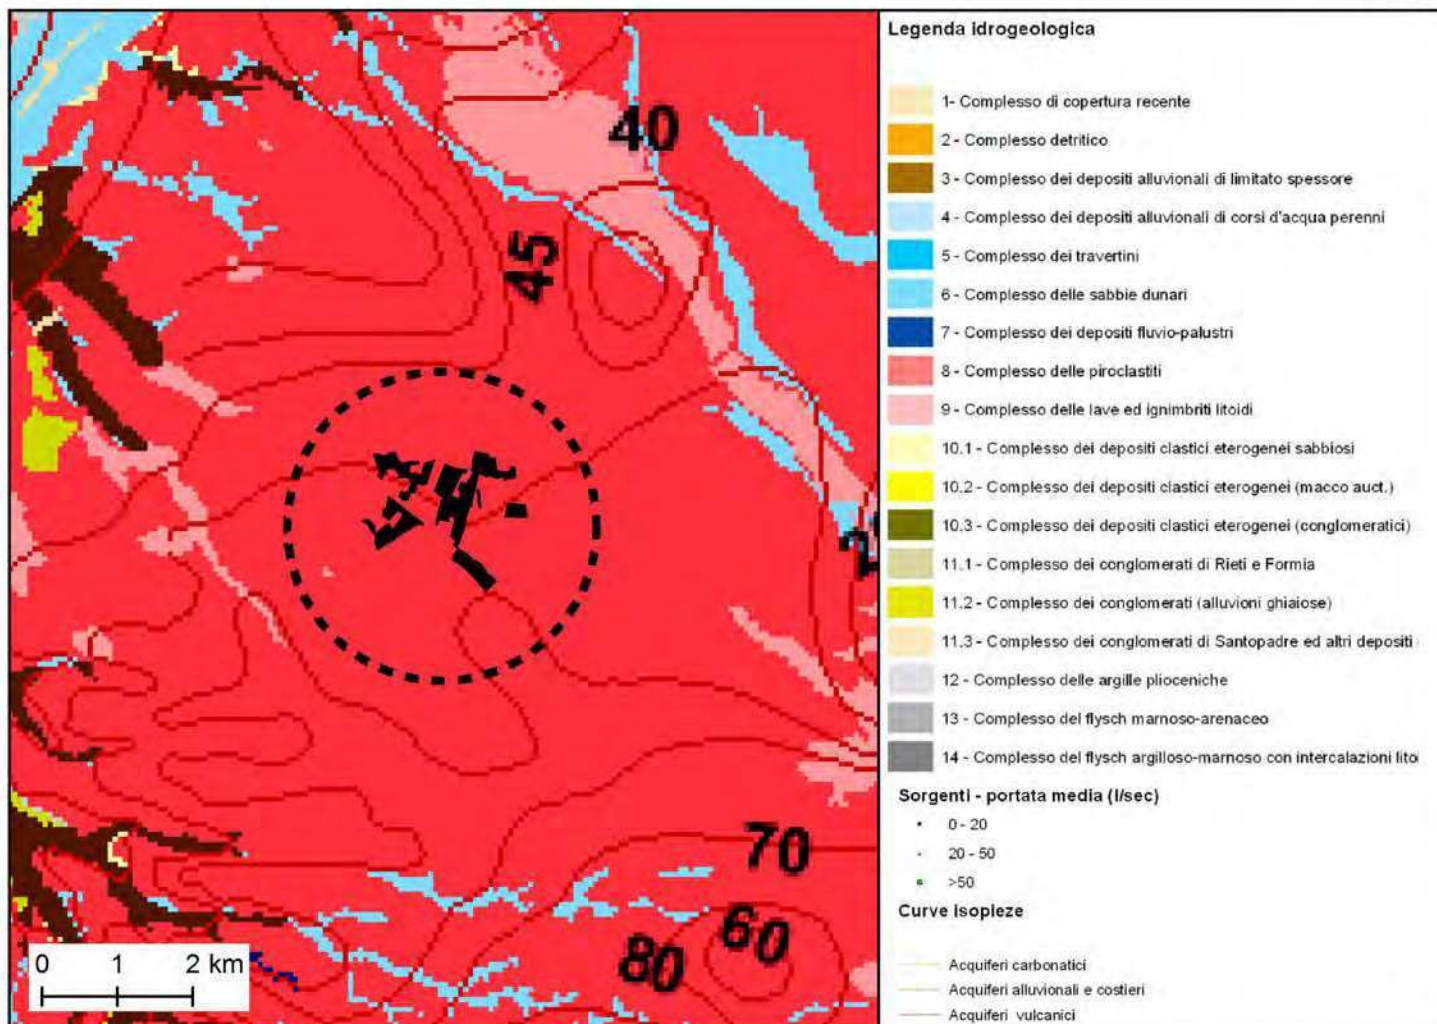 40
45
70
60
80
0 1 2 km
Legenda idrogeologica
1- Complesso di copertura recente
2 - Complesso detritico
3 - Complesso dei depositi alluvionali di limitato spessore
4 - Complesso dei depositi alluvionali di corsi d'acqua perenni
5 - Complesso dei travertini
6 - Complesso delle sabbie dunari
7 - Complesso dei depositi fluvio-palustri
8 - Complesso delle piroclastiti
9 - Complesso delle lave ed ignimbriti litoidi
10.1 - Complesso dei depositi clastici eterogenei sabbiosi
10.2 - Complesso dei depositi clastici eterogenei (macco auct.)
10.3 - Complesso dei depositi clastici eterogenei (conglomeratici)
11.1 - Complesso dei conglomerati di Rieti e Formia
11.2 - Complesso dei conglomerati (alluvioni ghiaiose)
11.3 - Complesso dei conglomerati di Santopadre ed altri depositi
12 - Complesso delle argille plioceniche
13 - Complesso del flysch marnoso-arenaceo
14 - Complesso del flysch argilloso-marnoso con intercalazioni lito
Sorgenti - portata media (l/sec)
0 - 20
20 - 50
>50
Curve isopieze
Acquiferi carbonatici
Acquiferi alluvionali e costieri
Acquiferi vulcanici